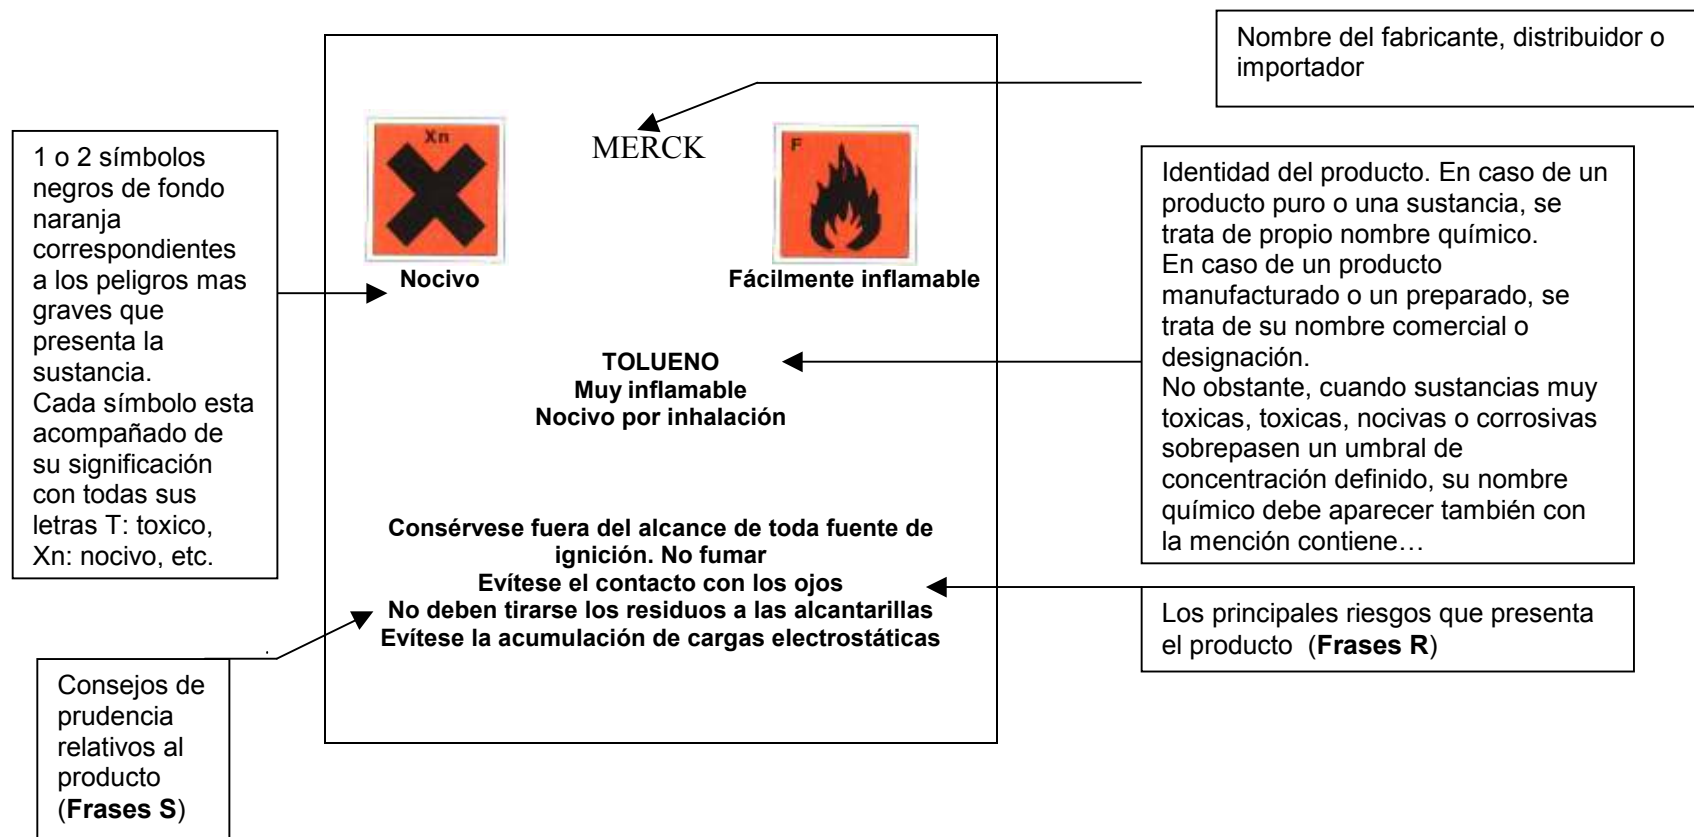 Nombre del fabricante, distribuidor o
importador
1 o 2 símbolos
negros de fondo
naranja
correspondientes
a los peligros mas
graves que
presenta la
sustancia.
Cada símbolo esta
acompañado de
su significación
con todas sus
letras T: toxico,
Xn: nocivo, etc.
Xn
MERCK
F
Nocivo
Fácilmente inflamable
TOLUENO
Muy inflamable
Nocivo por inhalación
Identidad del producto. En caso de un
producto puro o una sustancia, se
trata de propio nombre químico.
En caso de un producto
manufacturado o un preparado, se
trata de su nombre comercial o
designación.
No obstante, cuando sustancias muy
toxicas, toxicas, nocivas o corrosivas
sobrepasen un umbral de
concentración definido, su nombre
químico debe aparecer también con
la mención contiene…
Consérvese fuera del alcance de toda fuente de
ignición. No fumar
Evítese el contacto con los ojos
No deben tirarse los residuos a las alcantarillas
Evítese la acumulación de cargas electrostáticas
Los principales riesgos que presenta
el producto (Frases R)
Consejos de
prudencia
relativos al
producto
(Frases S)